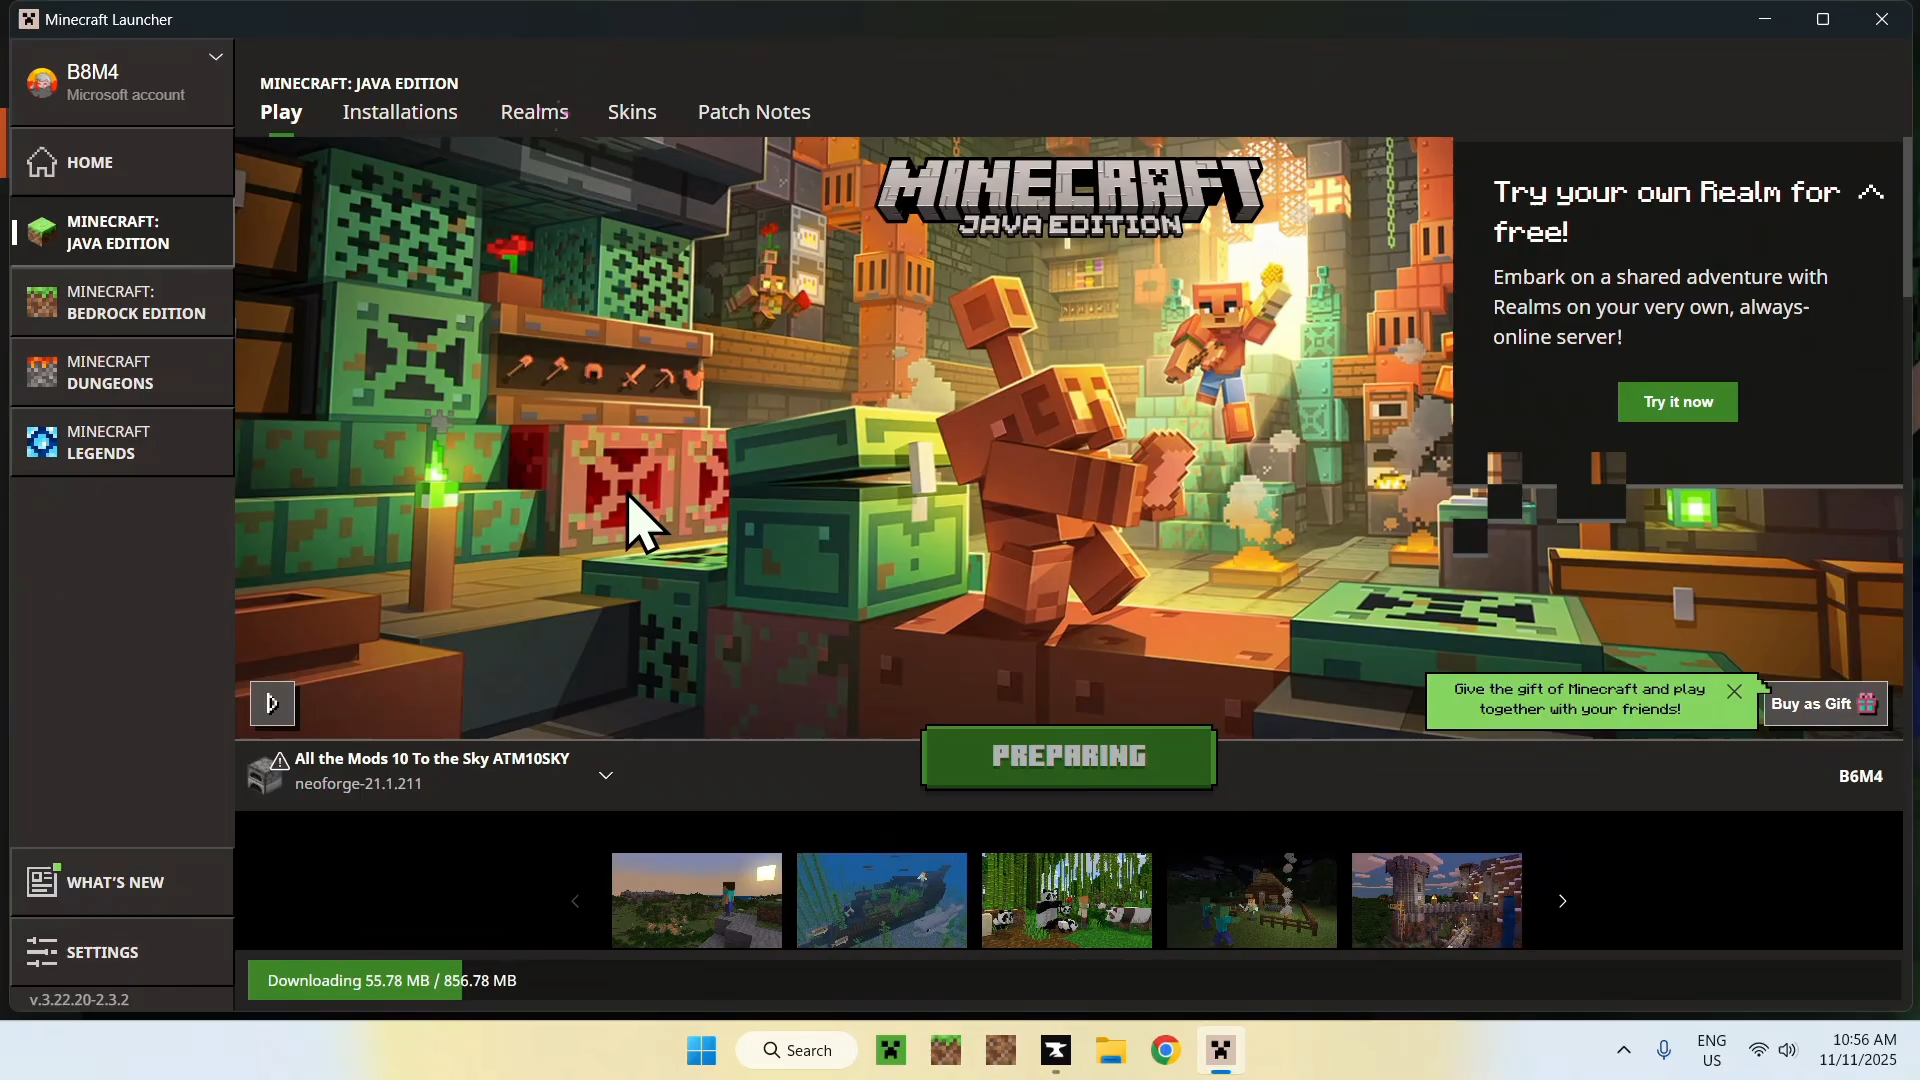 Minecraft Launcher
B8M4
Microsoft account
HOME
MINECRAFT:
JAVA EDITION
MINECRAFT:
BEDROCK EDITION
MINECRAFT
DUNGEONS
MINECRAFT
LEGENDS
WHAT'S NEW
SETTINGS
v.3.22.20-2.3.2
MINECRAFT: JAVA EDITION
Play Installations Realms Skins Patch Notes
MINECRAFT
JAVA EDITION
Try your own Realm for
free!
Embark on a shared adventure with
Realms on your very own, always-
online server!
Try it now
Give the gift of Minecraft and play
together with your friends!
Buy as Gift
All the Mods 10 To the Sky ATM10SKY
neoforge-21.1.211
PREPARING
B6M4
Downloading 55.78 MB / 856.78 MB
Search
ENG
US
10:56 AM
11/11/2025